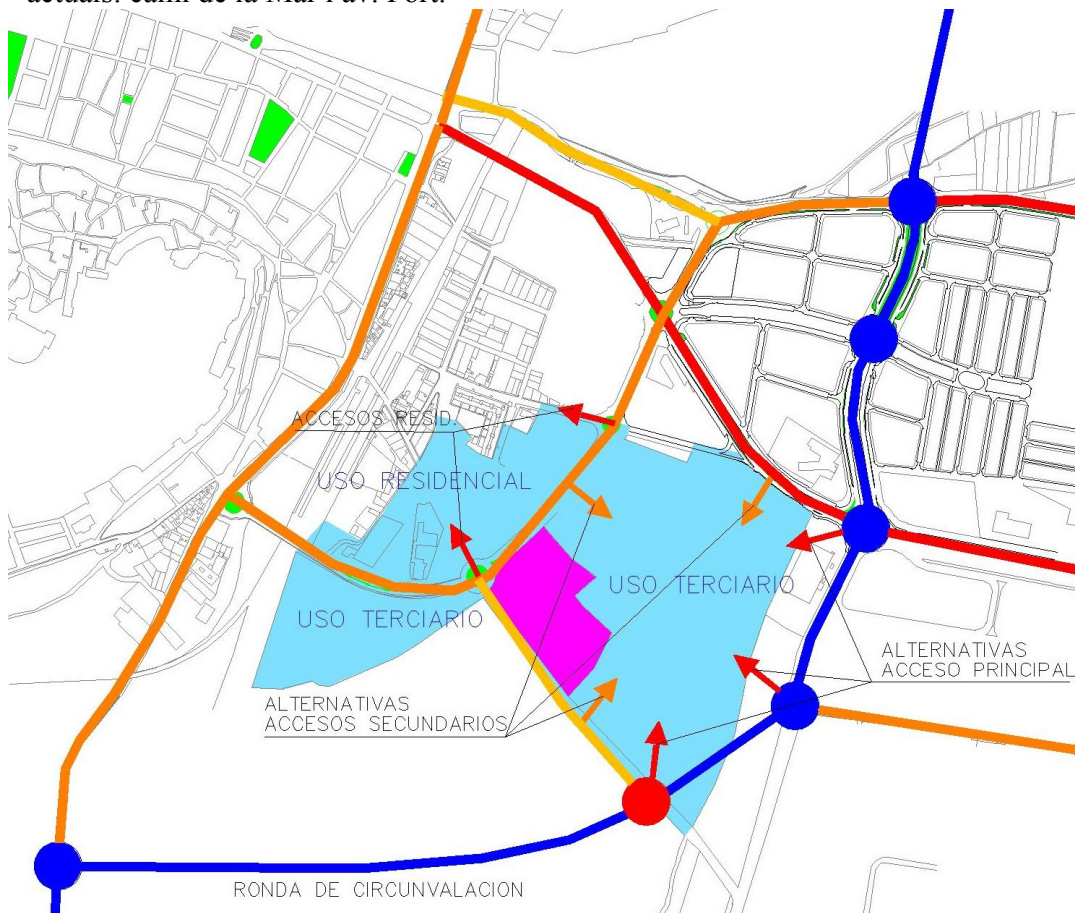 actuals: camí de la Mar i av. Port.
ACCESOS RESID.
USO RESIDENCIAL
USO TERCIARIO
USO TERCIARIO
ALTERNATIVAS
ACCESO PRINCIPAL
ALTERNATIVAS
ACCESOS SECUNDARIOS
RONDA DE CIRCUNVALACION